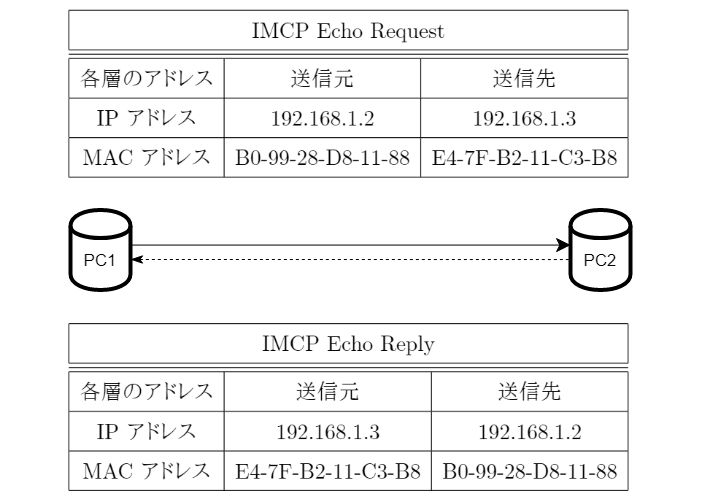 IMCP Echo Request
各層のアドレス 送信元 送信先
IP アドレス 192.168.1.2 192.168.1.3
MAC アドレス B0-99-28-D8-11-88 E4-7F-B2-11-C3-B8
PC1 PC2
IMCP Echo Reply
各層のアドレス 送信元 送信先
IP アドレス 192.168.1.3 192.168.1.2
MAC アドレス E4-7F-B2-11-C3-B8 B0-99-28-D8-11-88